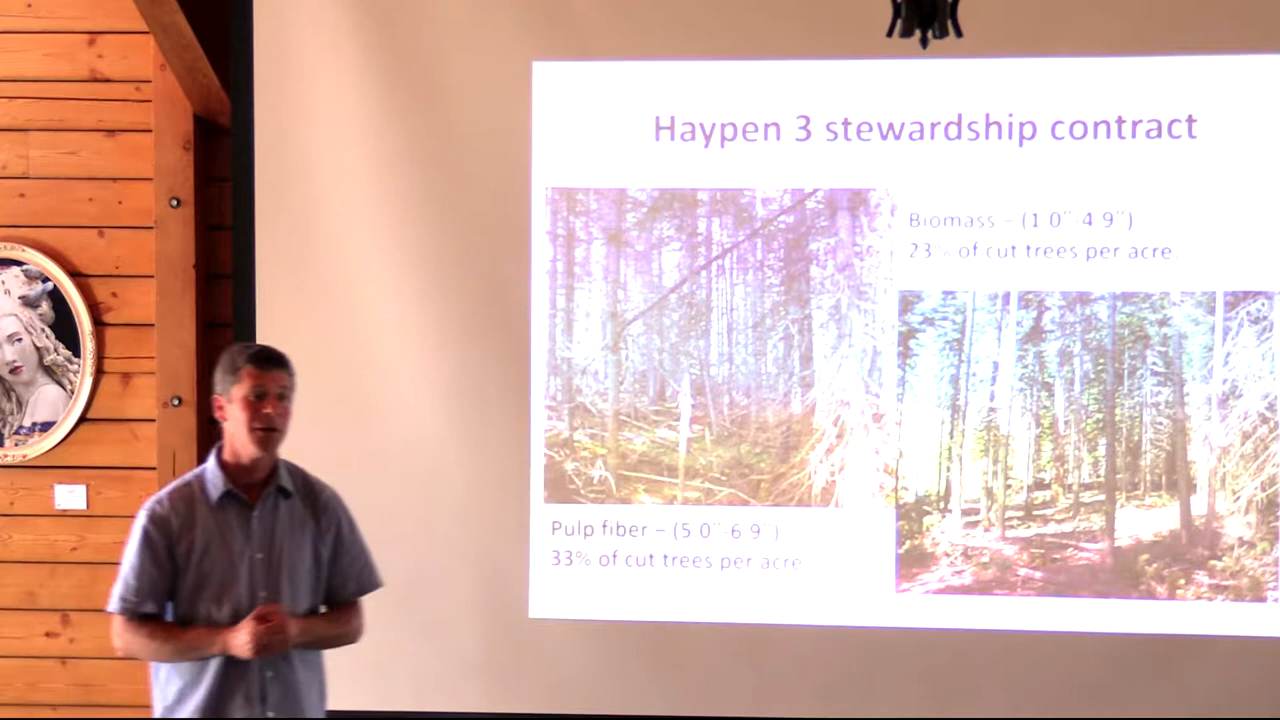 Haypen 3 stewardship contract
Biomass – (1.0"-4.9")
23% of cut trees per acre.
Pulp fiber – (5.0"-6.9")
33% of cut trees per acre